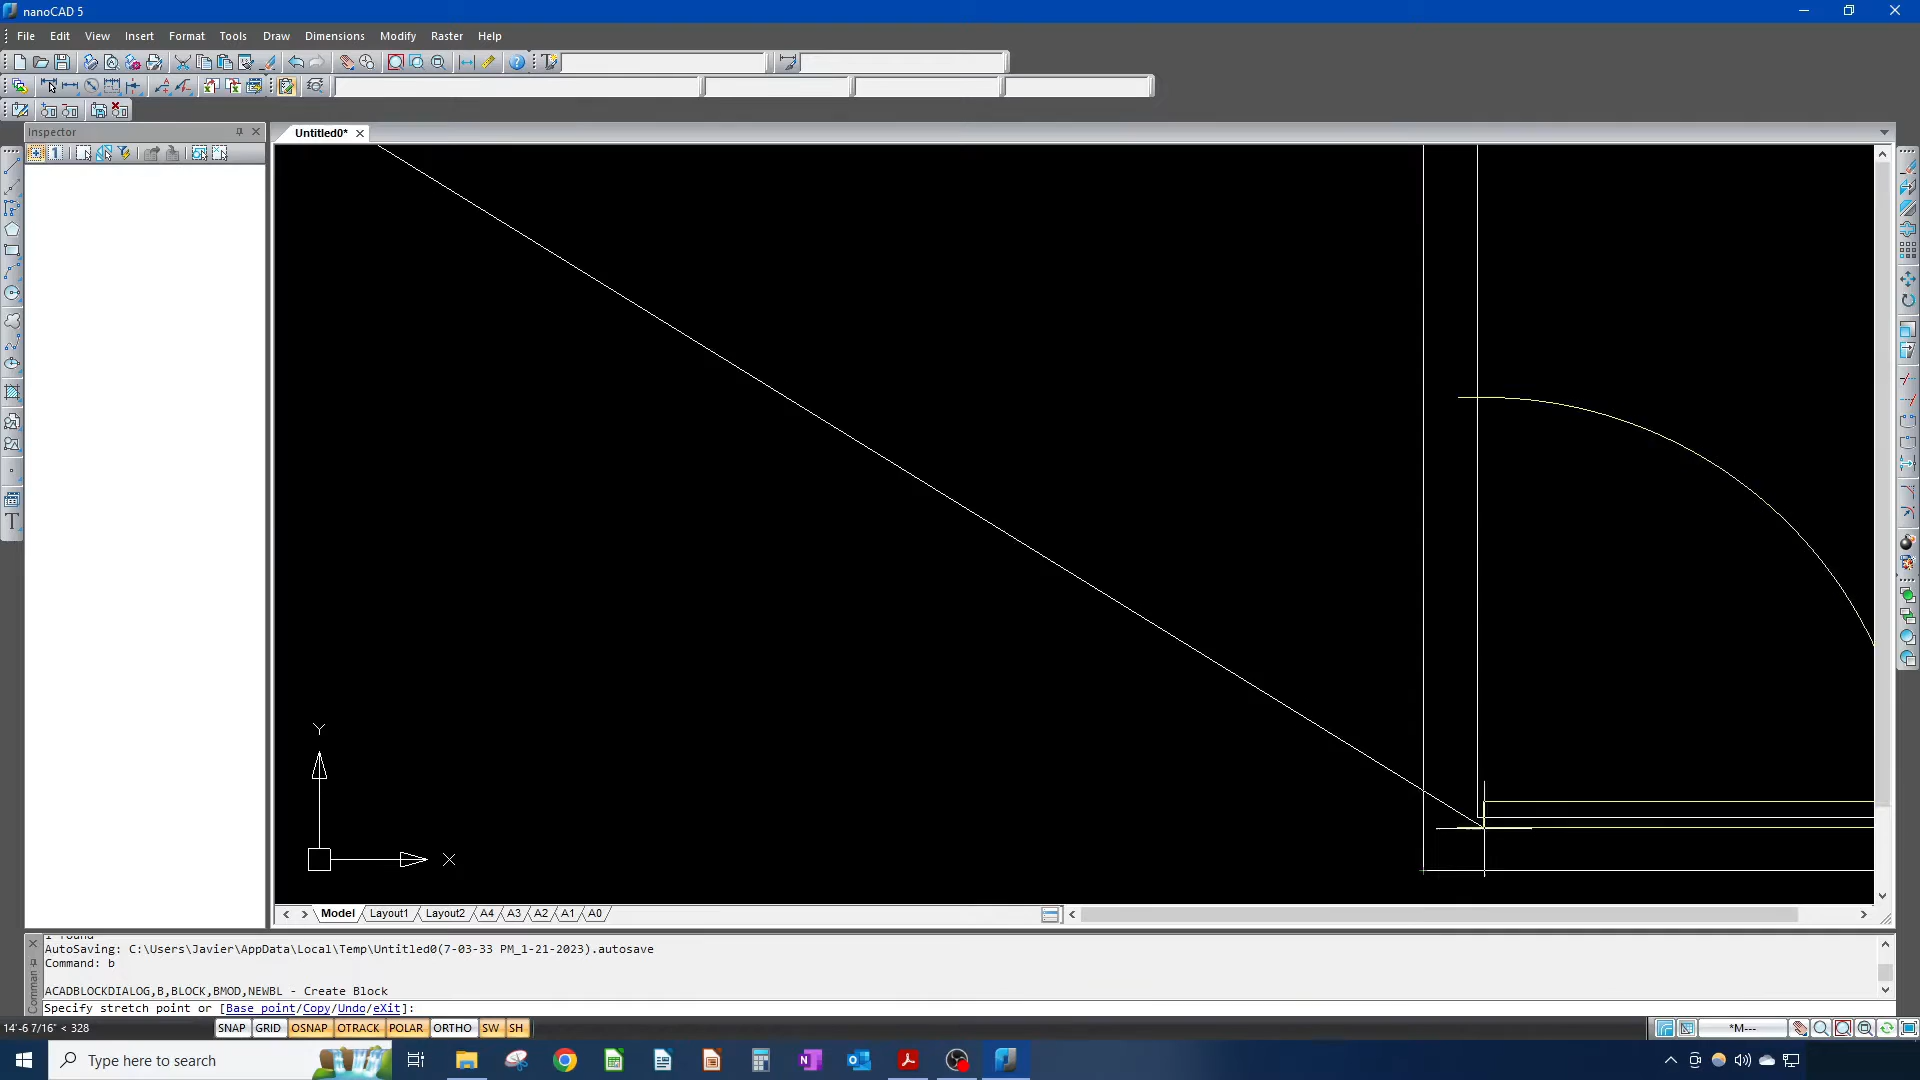 nanoCAD 5
File Edit View Insert Format Tools Draw Dimensions Modify Raster Help
Inspector
Untitled0*
1
Y
X
Model Layout1 Layout2 A4 A3 A2 A1 A0
AutoSaving: C:\Users\Javier\AppData\Local\Temp\Untitled0(7-03-33 PM_1-21-2023).autosave
Command: b
ACADBLOCKDIALOG,B,BLOCK,BMOD,NEWBL - Create Block
Specify stretch point or [Base point/Copy/Undo/eXit]:
14'-6 7/16" < 328 SNAP GRID OSNAP OTRACK POLAR ORTHO SW SH *M---
Type here to search